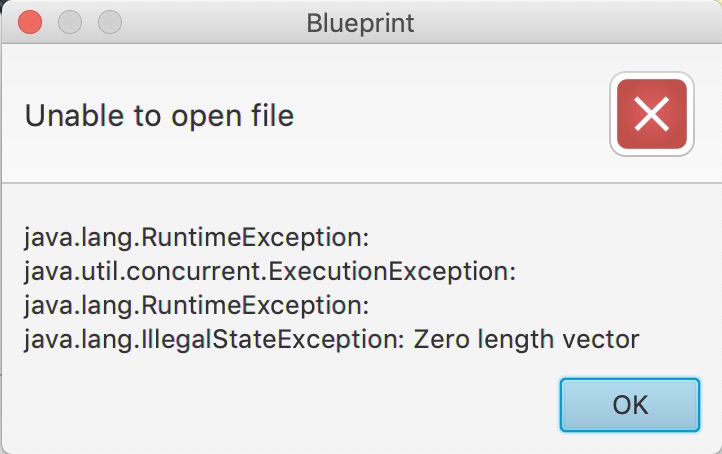 Blueprint
Unable to open file
java.lang.RuntimeException:
java.util.concurrent.ExecutionException:
java.lang.RuntimeException:
java.lang.IllegalStateException: Zero length vector
OK